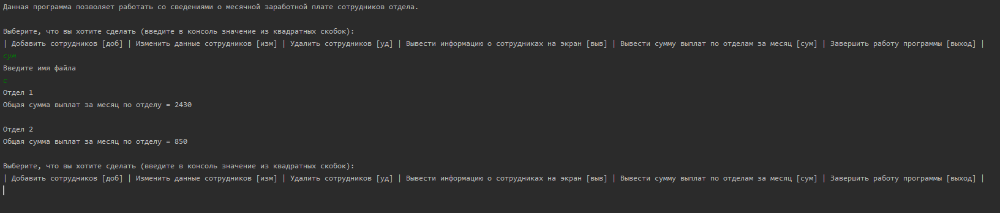 Данная программа позволяет работать со сведениями о месячной заработной плате сотрудников отдела.
Выберите, что вы хотите сделать (введите в консоль значение из квадратных скобок):
| Добавить сотрудников [доб] | Изменить данные сотрудников [изм] | Удалить сотрудников [уд] | Вывести информацию о сотрудниках на экран [выв] | Вывести сумму выплат по отделам за месяц [сум] | Завершить работу программы [выход] |
сум
Введите имя файла
с
Отдел 1
Общая сумма выплат за месяц по отделу = 2430
Отдел 2
Общая сумма выплат за месяц по отделу = 850
Выберите, что вы хотите сделать (введите в консоль значение из квадратных скобок):
| Добавить сотрудников [доб] | Изменить данные сотрудников [изм] | Удалить сотрудников [уд] | Вывести информацию о сотрудниках на экран [выв] | Вывести сумму выплат по отделам за месяц [сум] | Завершить работу программы [выход] |